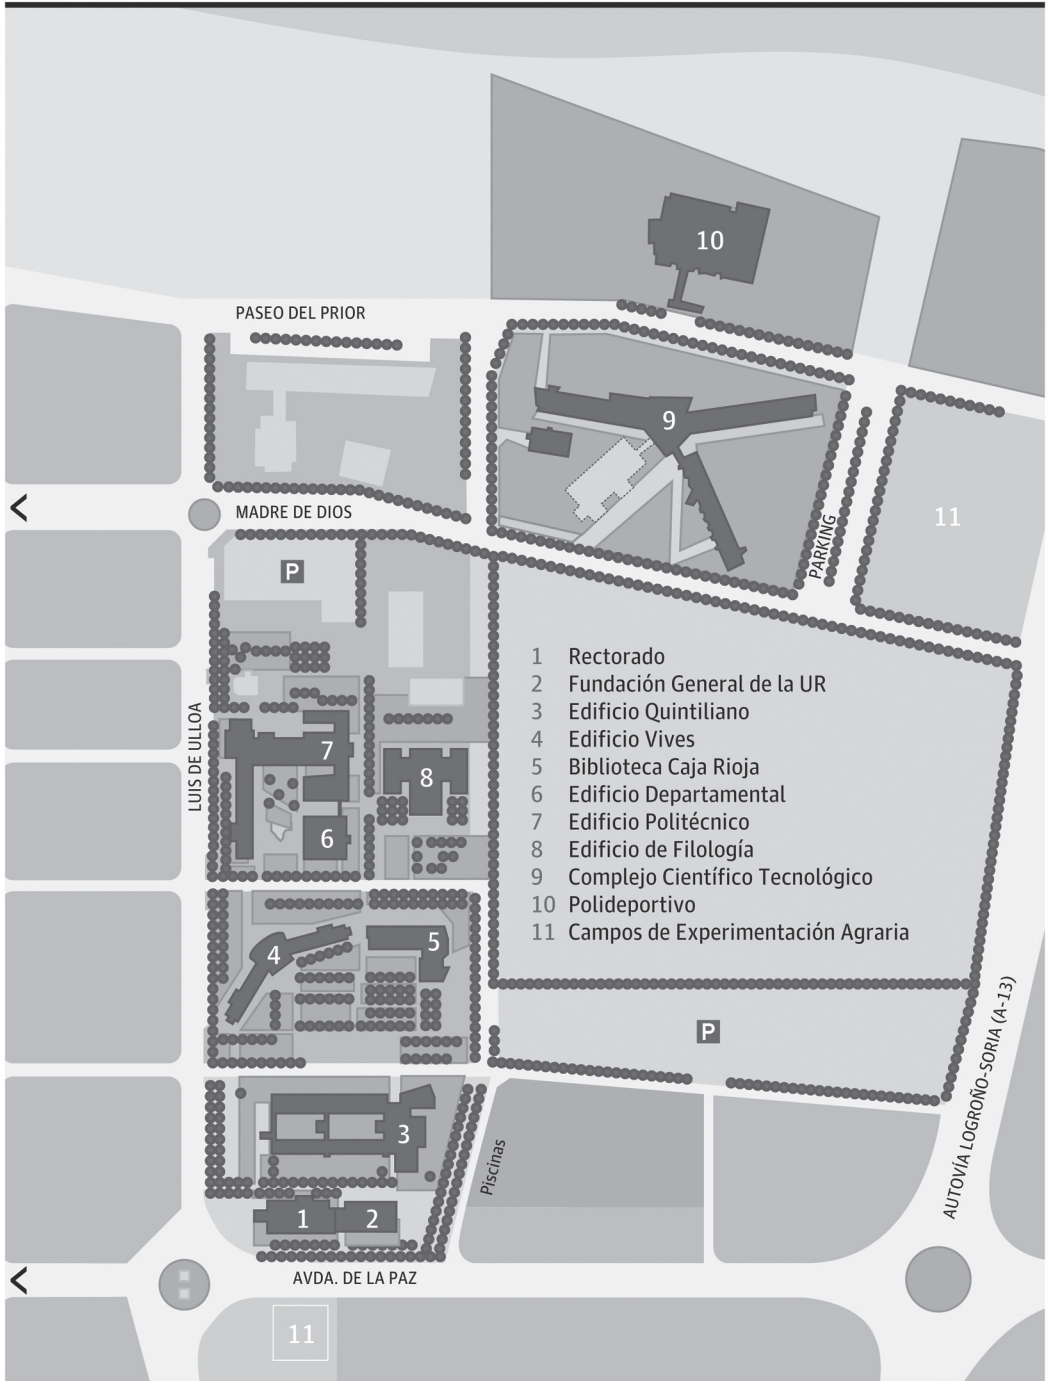 10
PASEO DEL PRIOR
9
11
MADRE DE DIOS
PARKING
P
1 Rectorado
2 Fundación General de la UR
3 Edificio Quintiliano
4 Edificio Vives
5 Biblioteca Caja Rioja
6 Edificio Departamental
7 Edificio Politécnico
8 Edificio de Filología
9 Complejo Científico Tecnológico
10 Polideportivo
11 Campos de Experimentación Agraria
LUIS DE ULLOA
7
8
6
5
4
P
AUTOVÍA LOGROÑO-SORIA (A-13)
3
Piscinas
1
2
AVDA. DE LA PAZ
11